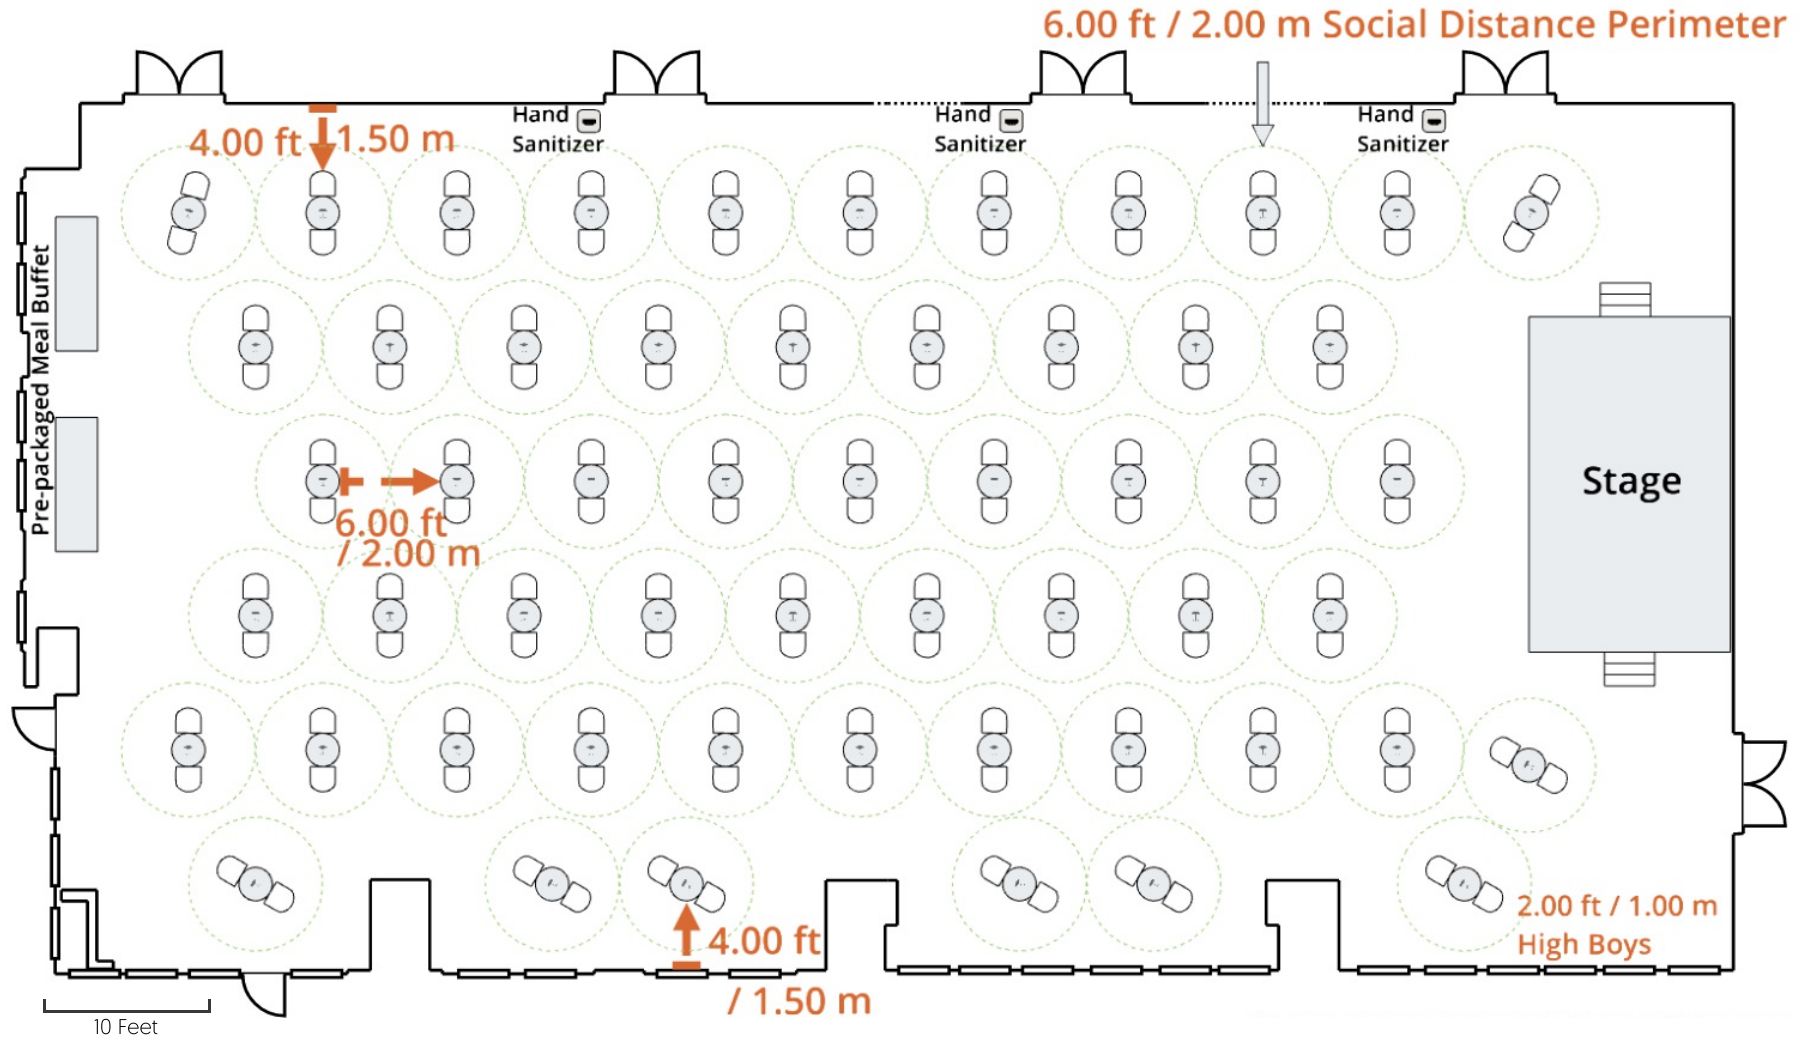 6.00 ft / 2.00 m Social Distance Perimeter
4.00 ft
1.50 m
Hand
Sanitizer
Hand
Sanitizer
Hand
Sanitizer
Pre-packaged Meal Buffet
Stage
6.00 ft
/ 2.00 m
2.00 ft / 1.00 m
High Boys
4.00 ft
/ 1.50 m
10 Feet